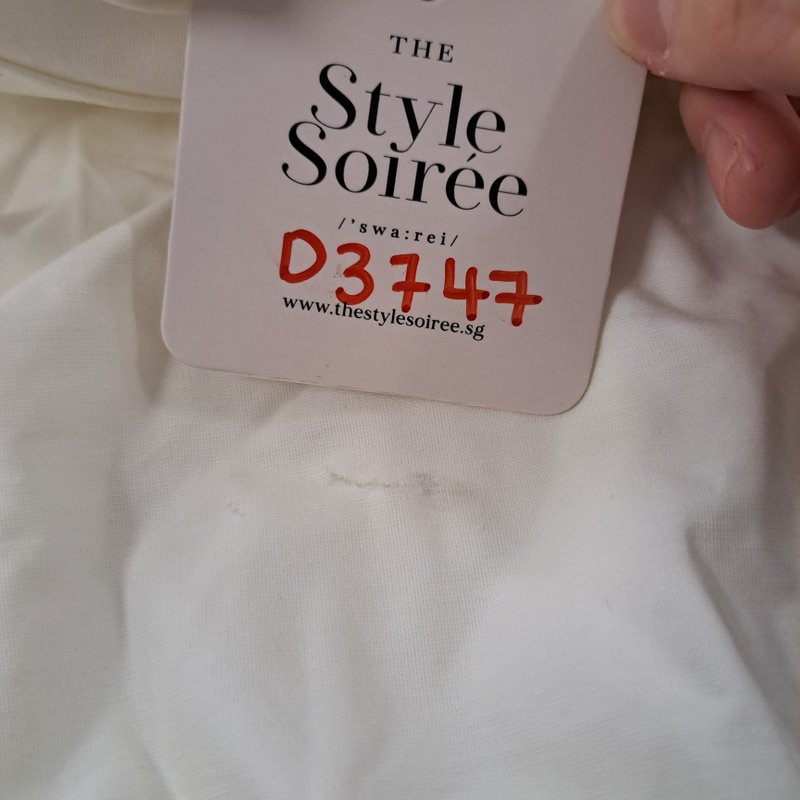 THE
Style
Soirée
/'swa:rei/
D3747
www.thestylesoiree.sg